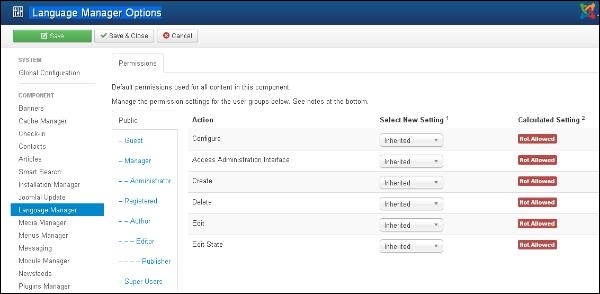 Language Manager Options
Save
Save & Close
Cancel
SYSTEM
Global Configuration
COMPONENT
Banners
Cache Manager
Check-in
Contacts
Articles
Smart Search
Installation Manager
Joomla! Update
Language Manager
Media Manager
Menus Manager
Messaging
Module Manager
Newsfeeds
Plugins Manager
Permissions
Default permissions used for all content in this component.
Manage the permission settings for the user groups below. See notes at the bottom.
Public
– Guest
– Manager
– – Administrator
– Registered
– – Author
– – – Editor
– – – – Publisher
– Super Users
Action Select New Setting 1 Calculated Setting 2
Configure Inherited Not Allowed
Access Administration Interface Inherited Not Allowed
Create Inherited Not Allowed
Delete Inherited Not Allowed
Edit Inherited Not Allowed
Edit State Inherited Not Allowed